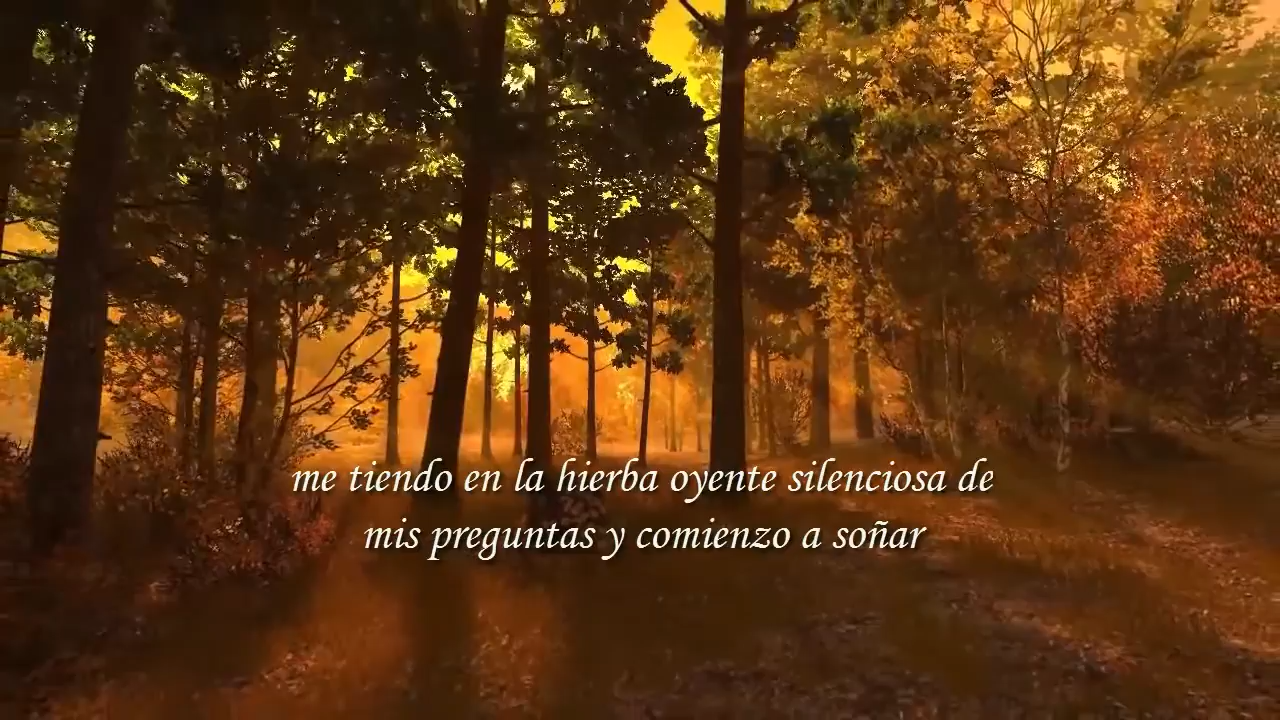 me tiendo en la hierba oyente silenciosa de
mis preguntas y comienzo a soñar